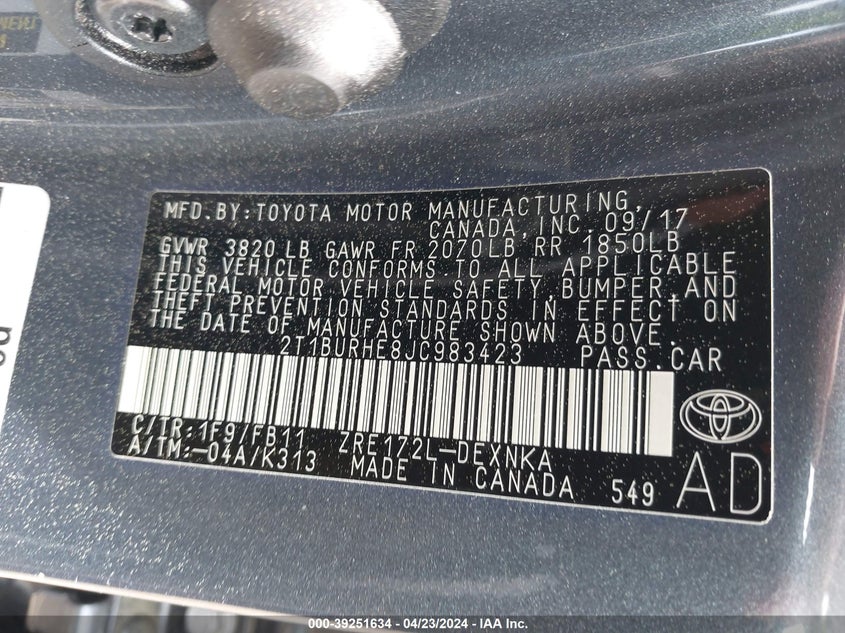 MFD.BY:TOYOTA MOTOR MANUFACTURING,
CANADA,INC. 09/17
GVWR 3820 LB GAWR FR 2070LB RR 1850LB
THIS VEHICLE CONFORMS TO ALL APPLICABLE
FEDERAL MOTOR VEHICLE SAFETY,BUMPER,AND
THEFT PREVENTION STANDARDS IN EFFECT ON
THE DATE OF MANUFACTURE SHOWN ABOVE.
2T1BURHE8JC983423 PASS.CAR
C/TR:1F9/FB11 ZRE172L-DEXNKA
A/TM:-04A/K313 MADE IN CANADA 549 AD
000-39251634 - 04/23/2024 - IAA Inc.